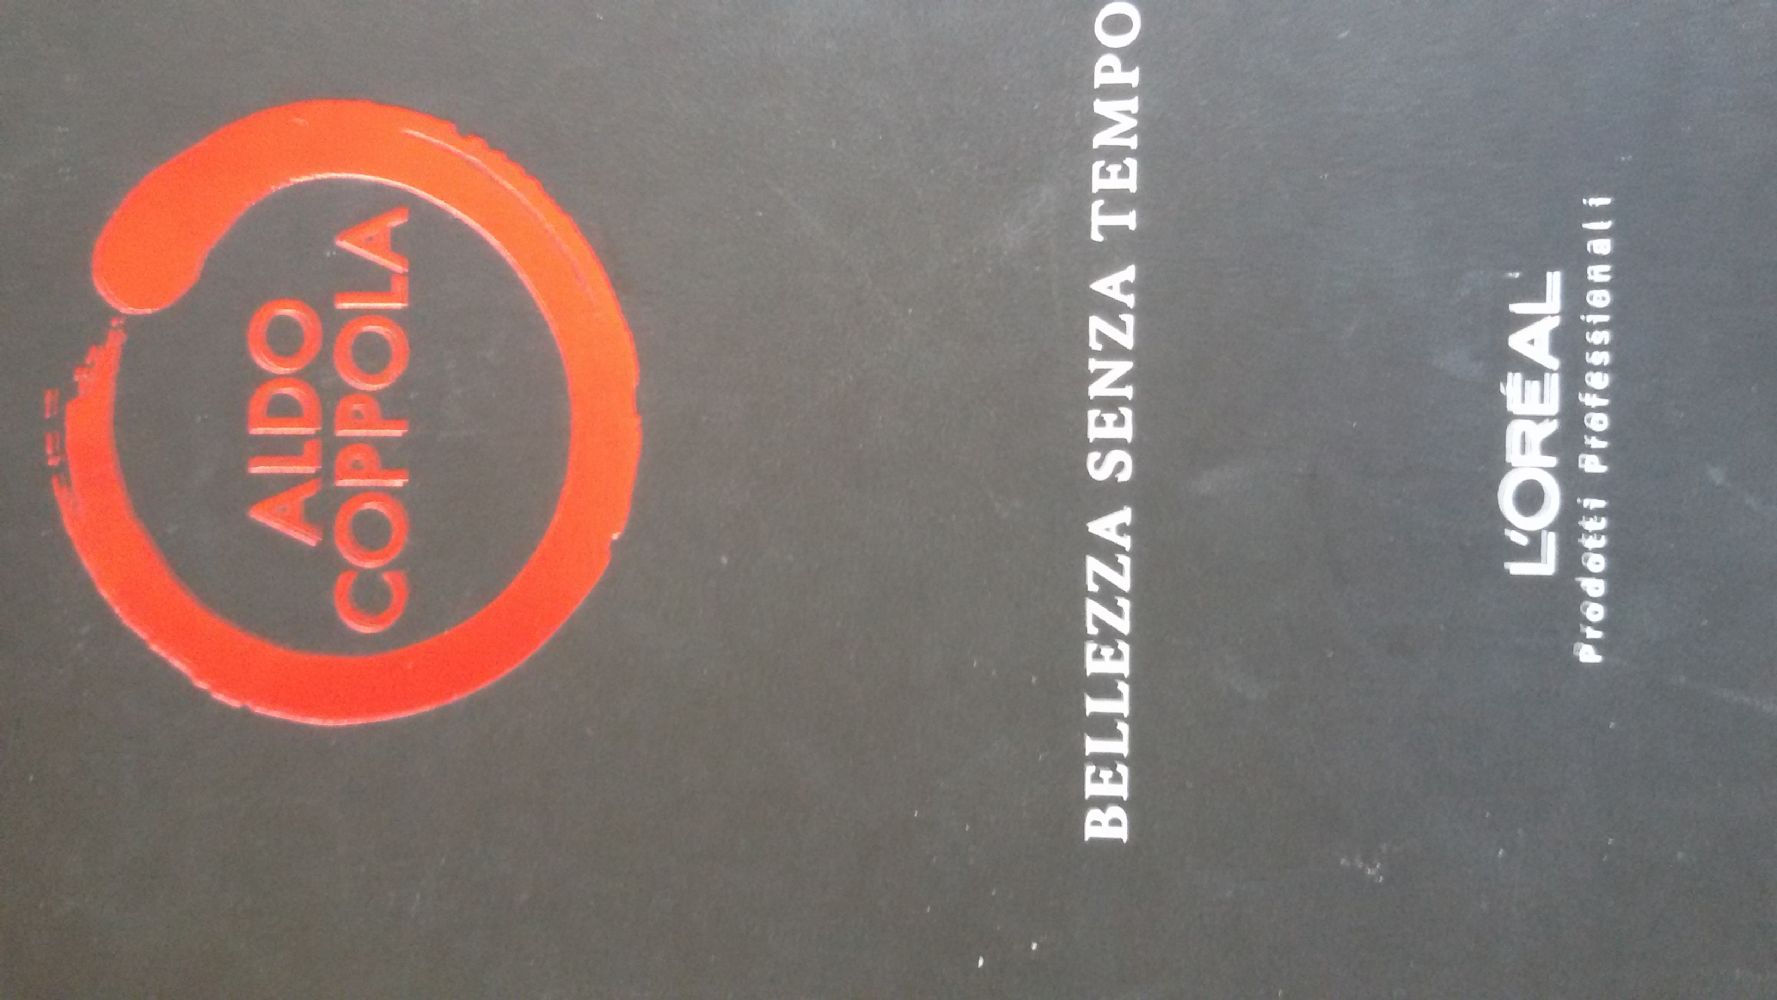 ALDO
COPPOLA
BELLEZZA SENZA TEMPO
L'ORÉAL
Prodotti Professionali